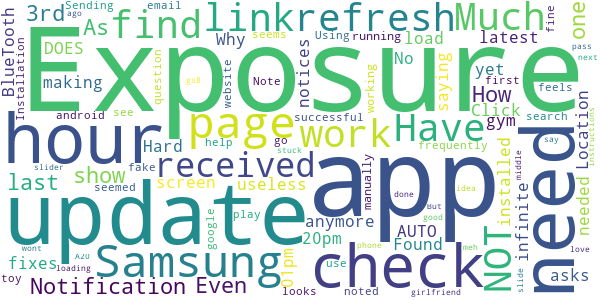 3rd ago Sending email find link refresh Much one
BlueTooth Installation DOES As seems fine
making Exposure Using running load latest
android Why notices No yet pass
question website working saying first next
hour page work Have How feels
Note successful Click search Instructions
see gs8 go gym
Hard received help frequently
last show seemed fake screen useless anymore manually installed NOT infinite Location need
update app done idea middle say
stuck But good needed
slider google play 20pm AUTO Found use
fixes Samsung 01pm check noted slide love
wont A20 phone asks
toy loading Notification Even looks meh girlfriend